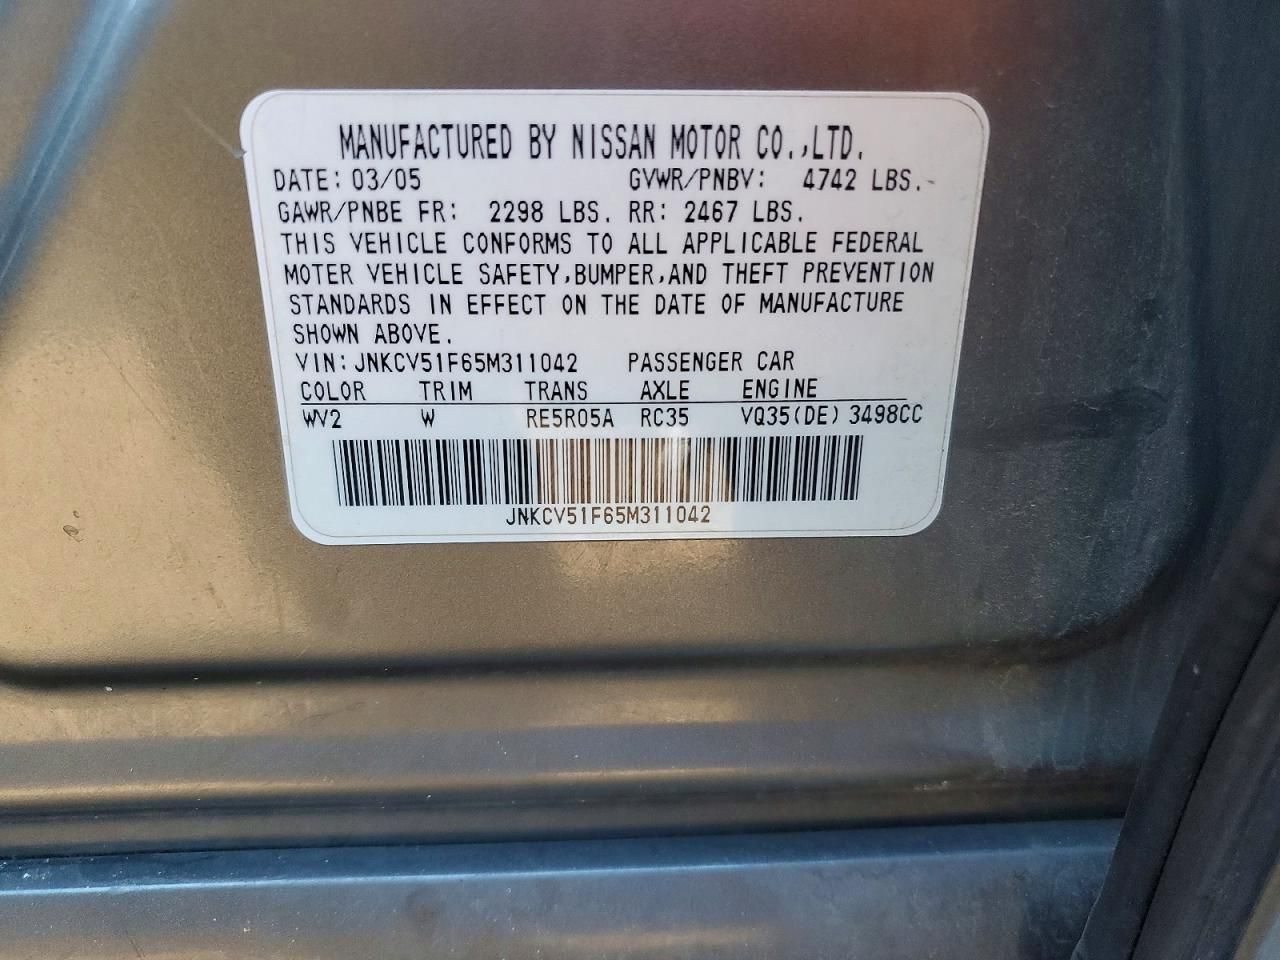 MANUFACTURED BY NISSAN MOTOR CO.,LTD.
DATE: 03/05 GVWR/PNBV: 4742 LBS.
GAWR/PNBE FR: 2298 LBS. RR: 2467 LBS.
THIS VEHICLE CONFORMS TO ALL APPLICABLE FEDERAL
MOTER VEHICLE SAFETY,BUMPER,AND THEFT PREVENTION
STANDARDS IN EFFECT ON THE DATE OF MANUFACTURE
SHOWN ABOVE.
VIN:JNKCV51F65M311042 PASSENGER CAR
COLOR TRIM TRANS AXLE ENGINE
WV2 W RE5R05A RC35 VQ35(DE) 3498CC
JNKCV51F65M311042